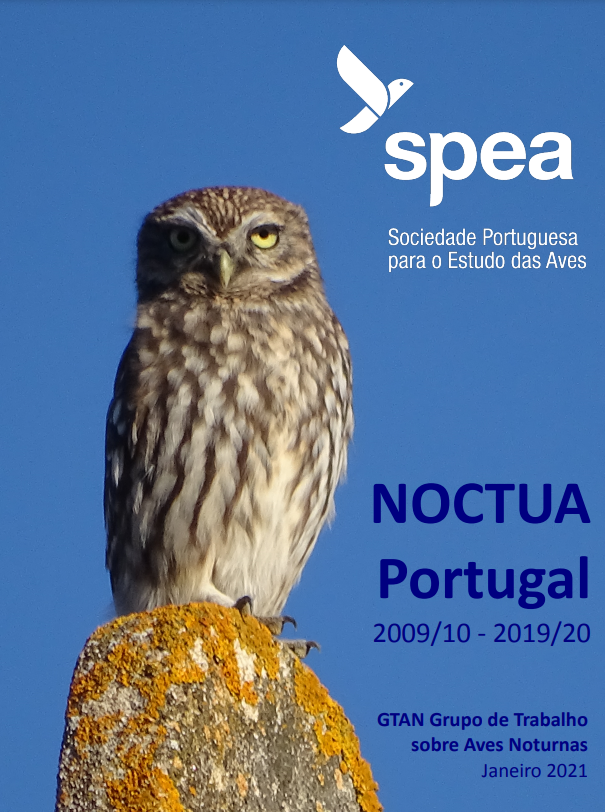 spea
Sociedade Portuguesa
para o Estudo das Aves
NOCTUA
Portugal
2009/10 - 2019/20
GTAN Grupo de Trabalho
sobre Aves Noturnas
Janeiro 2021